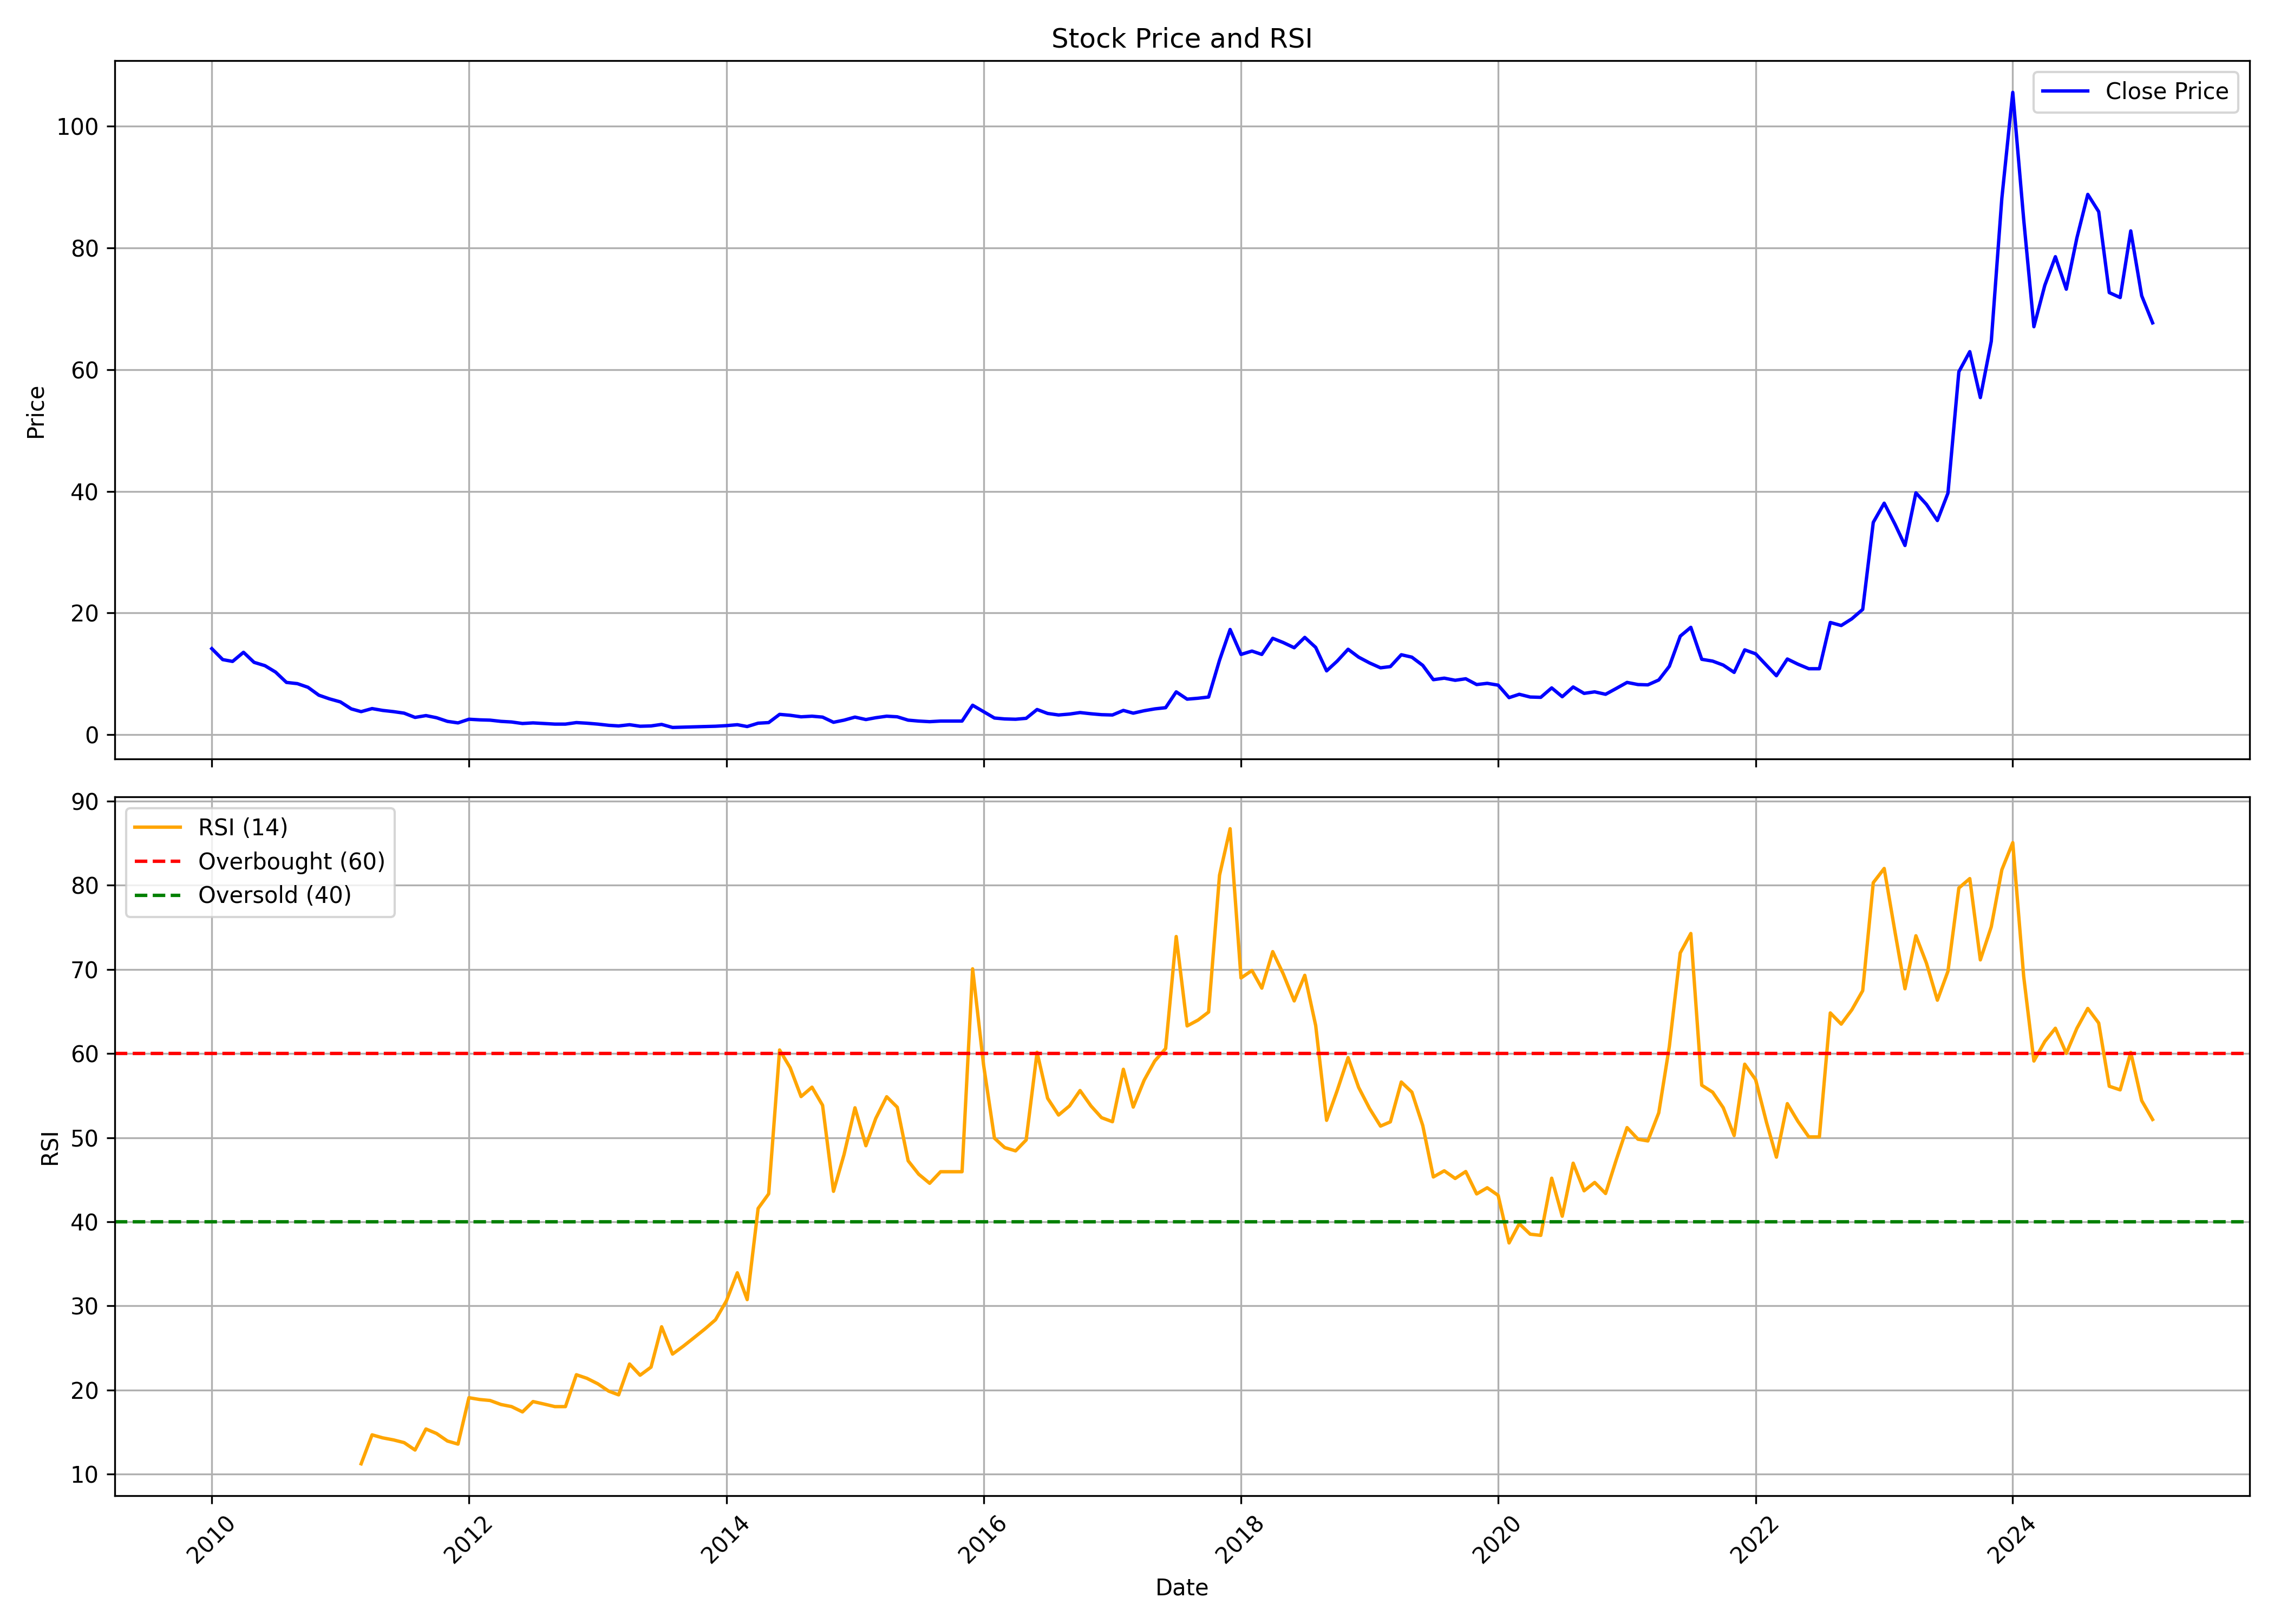 Stock Price and RSI
Close Price
100
80
60
40
20
0
Price
90
80
70
60
50
40
30
20
10
RSI
RSI (14)
Overbought (60)
Oversold (40)
2010
2012
2014
2016
2018
2020
2022
2024
Date